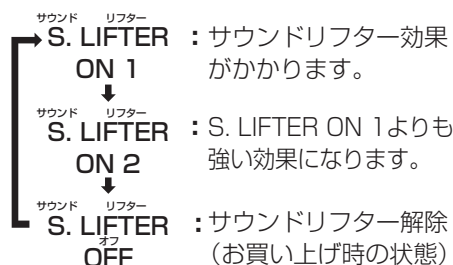 サウンド リフター
S. LIFTER :サウンドリフター効果
ON 1 がかかります。
サウンド リフター
S. LIFTER :S. LIFTER ON 1よりも
ON 2 強い効果になります。
サウンド リフター
S. LIFTER :サウンドリフター解除
オフ
OFF (お買い上げ時の状態)